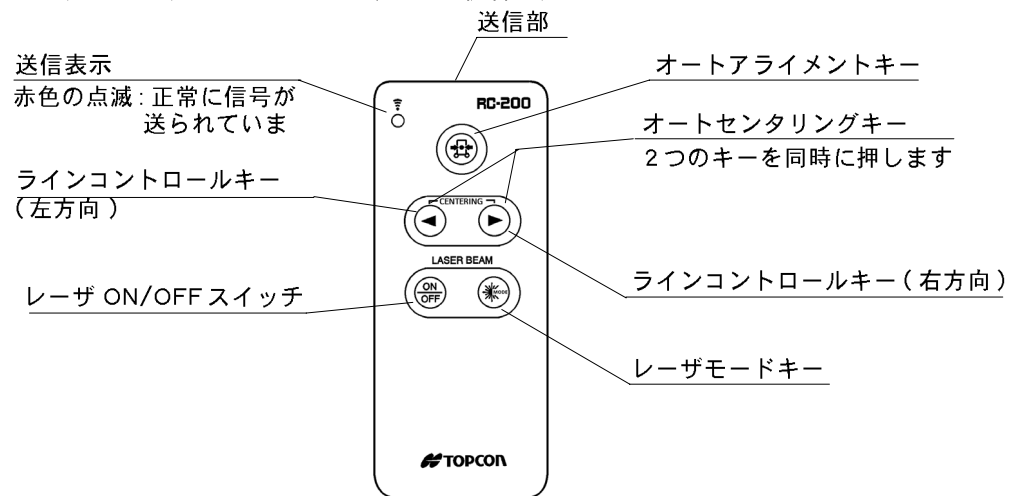 送信部
送信表示
赤色の点滅：正常に信号が
送られていま
オートアライメントキー
RC-200
オートセンタリングキー
２つのキーを同時に押します
ラインコントロールキー
(左方向)
CENTERING
LASER BEAM
ラインコントロールキー(右方向)
レーザ ON/OFF スイッチ
ON
OFF
MODE
レーザモードキー
TOPCON